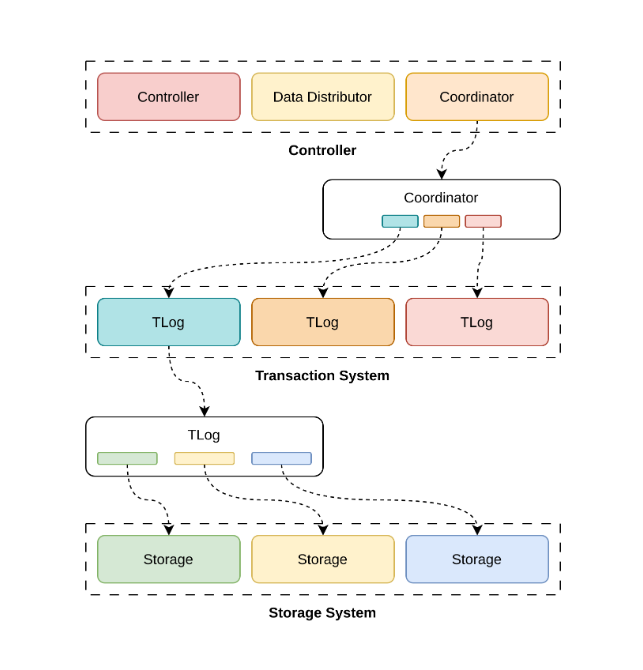 Controller
Data Distributor
Coordinator
Controller
Coordinator
TLog
TLog
TLog
Transaction System
TLog
Storage
Storage
Storage
Storage System